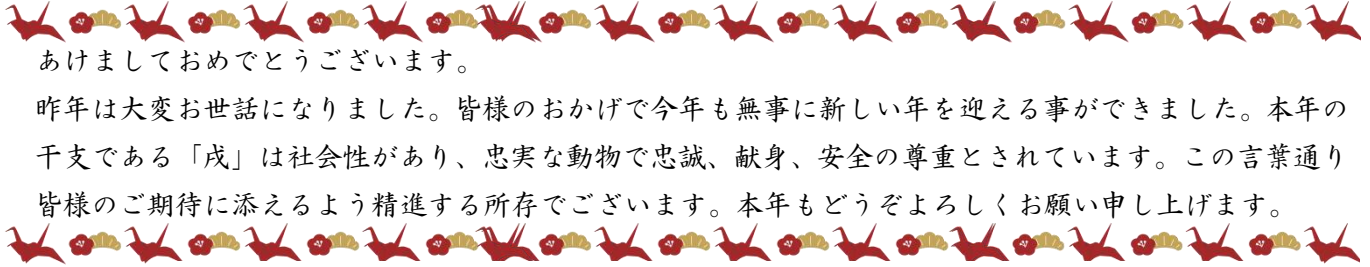 あけましておめでとうございます。
昨年は大変お世話になりました。皆様のおかげで今年も無事に新しい年を迎える事ができました。本年の
干支である「戌」は社会性があり、忠実な動物で忠誠、献身、安全の尊重とされています。この言葉通り
皆様のご期待に添えるよう精進する所存でございます。本年もどうぞよろしくお願い申し上げます。